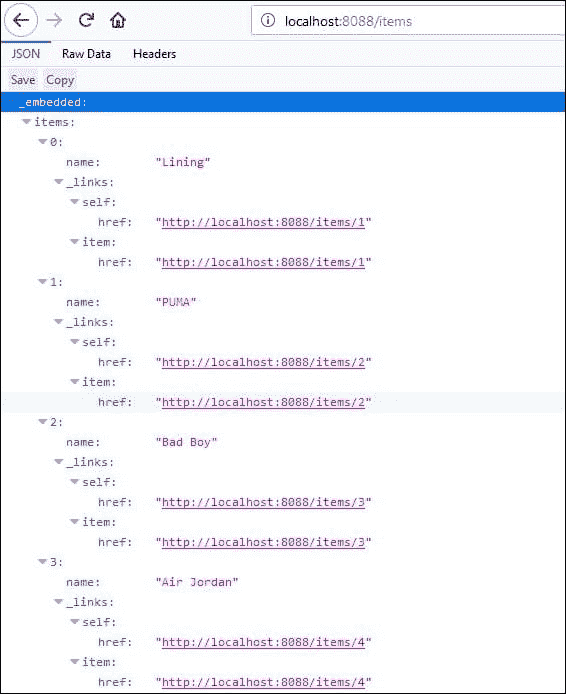 localhost:8088/items
JSON Raw Data Headers
Save Copy
_embedded:
items:
0:
name: "Lining"
_links:
self:
href: "http://localhost:8088/items/1"
item:
href: "http://localhost:8088/items/1"
1:
name: "PUMA"
_links:
self:
href: "http://localhost:8088/items/2"
item:
href: "http://localhost:8088/items/2"
2:
name: "Bad Boy"
_links:
self:
href: "http://localhost:8088/items/3"
item:
href: "http://localhost:8088/items/3"
3:
name: "Air Jordan"
_links:
self:
href: "http://localhost:8088/items/4"
item:
href: "http://localhost:8088/items/4"